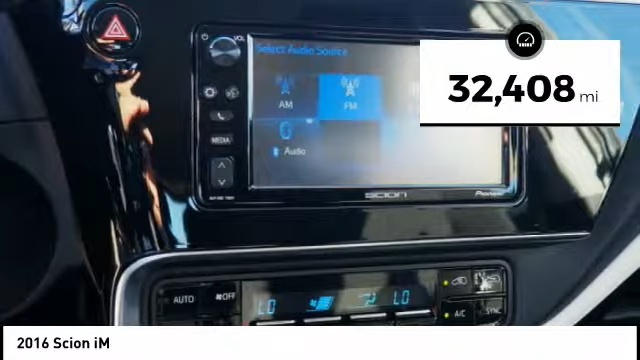 VOL
Select Audio Source
AM
FM
MEDIA
Audio
SCION
Pioneer
32,408 mi
AUTO
OFF
LO
LO
A/C
SYNC
2016 Scion iM